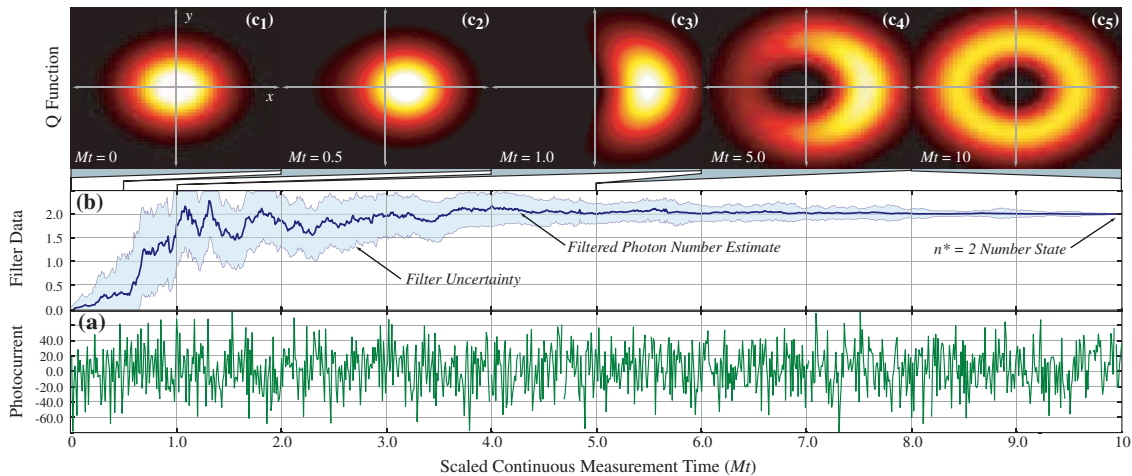 y (c₁) (c₂) (c₃) (c₄) (c₅)
Q Function
x
Mt = 0 Mt = 0.5 Mt = 1.0 Mt = 5.0 Mt = 10
(b)
Filter Data
2.0
1.5
1.0
0.5
0.0
Filtered Photon Number Estimate
n* = 2 Number State
Filter Uncertainty
(a)
Photocurrent
40.0
20.0
0.0
-20.0
-40.0
-60.0
0 1.0 2.0 3.0 4.0 5.0 6.0 7.0 8.0 9.0 10
Scaled Continuous Measurement Time (Mt)